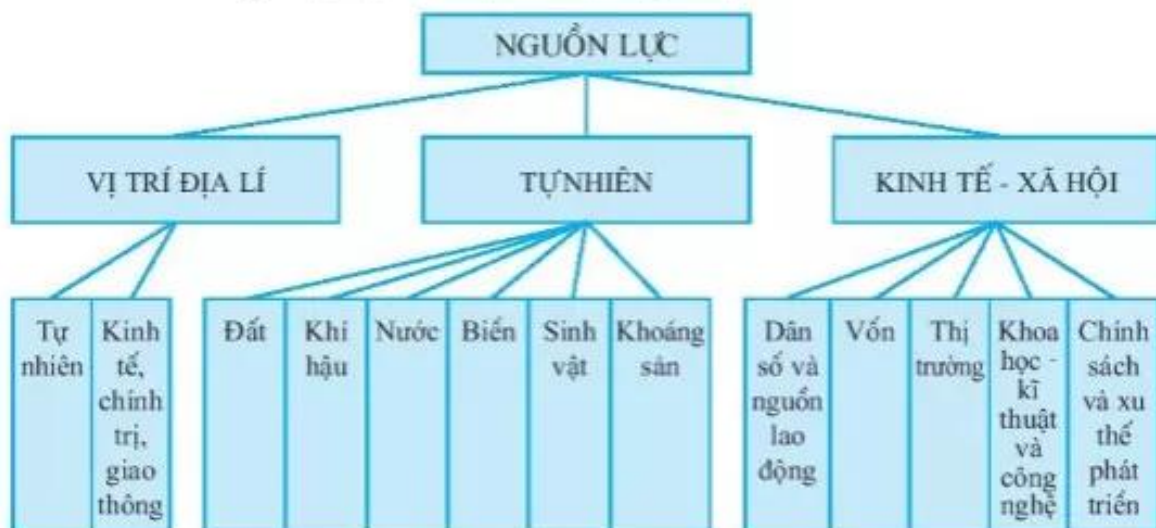 NGUỒN LỰC
VỊ TRÍ ĐỊA LÍ
TỰ NHIÊN
KINH TẾ - XÃ HỘI
Tự
nhiên
Kinh
tế,
chính
trị,
giao
thông
Đất
Khí
hậu
Nước
Biển
Sinh
vật
Khoáng
sản
Dân
số và
nguồn
lao
động
Vốn
Thị
trường
Khoa
học -
kĩ
thuật
và
công
nghệ
Chính
sách
và xu
thế
phát
triển